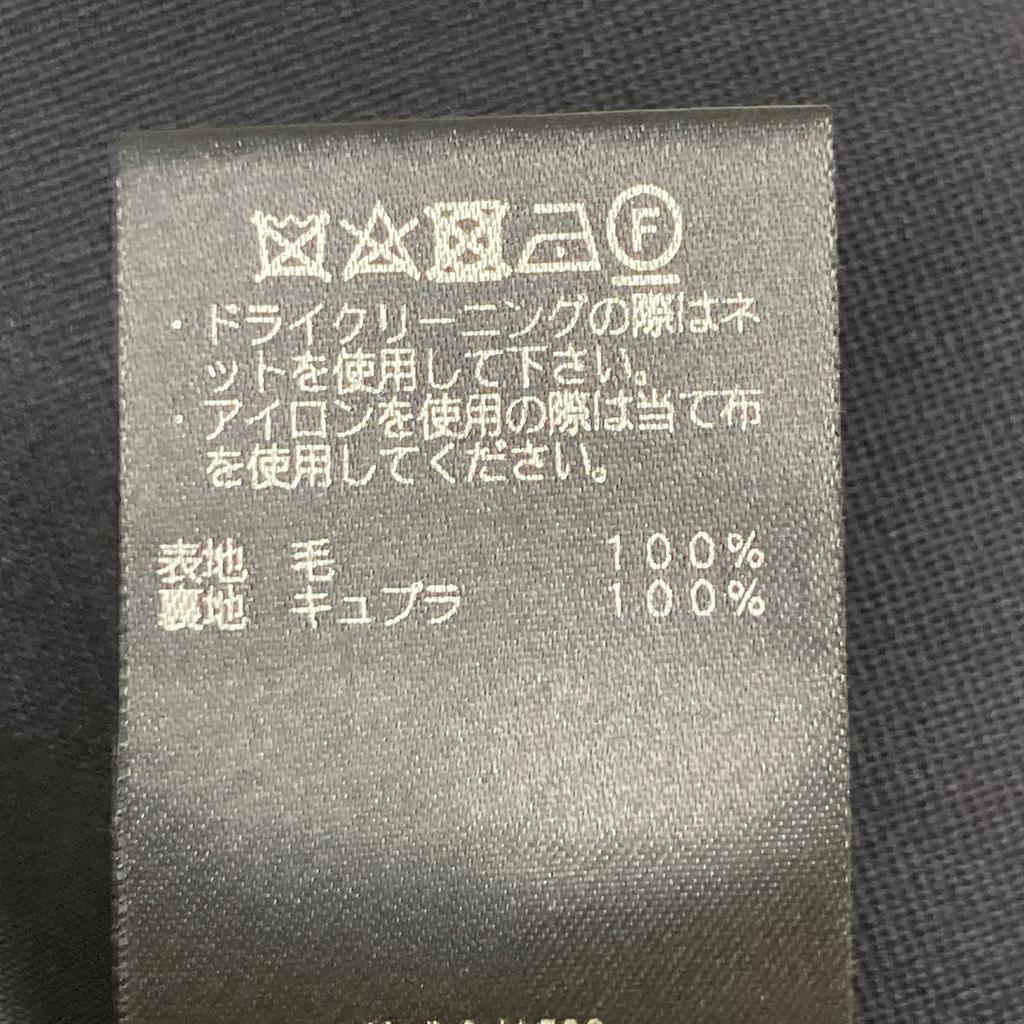 F
・ドライクリーニングの際はネ
ットを使用して下さい。
・アイロンを使用の際は当て布
を使用してください。
表地 毛 100%
裏地 キュプラ 100%